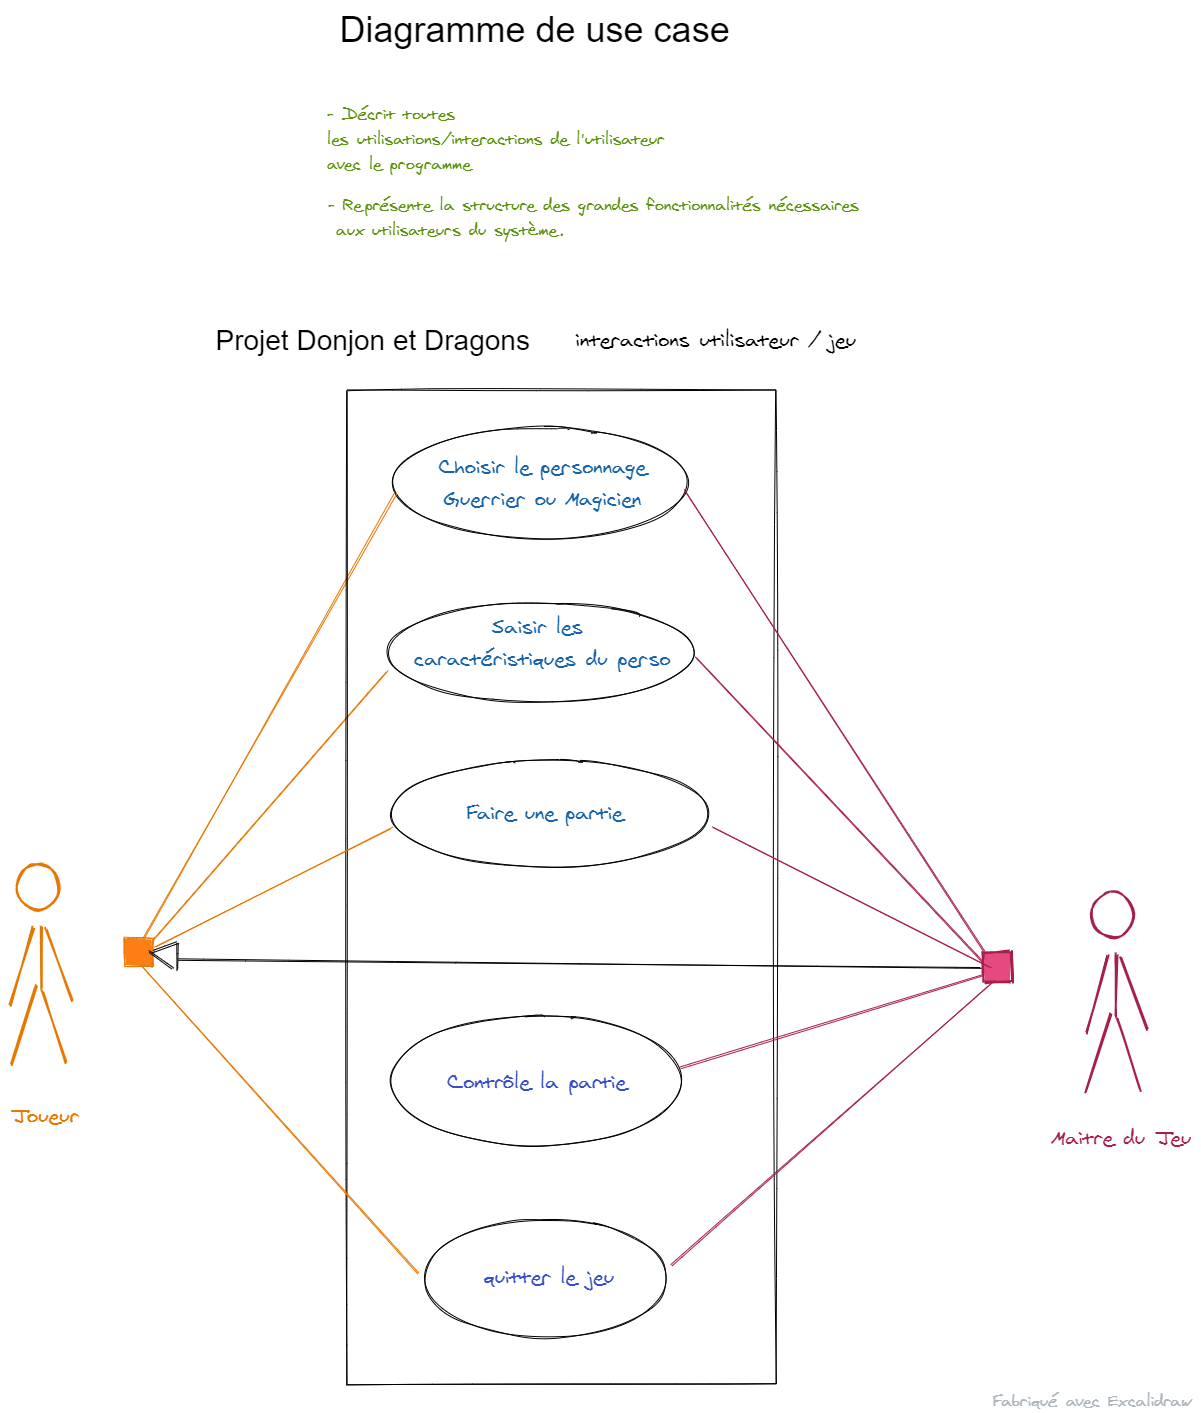 Diagramme de use case
- Décrit toutes
les utilisations/interactions de l'utilisateur
avec le programme
- Représente la structure des grandes fonctionnalités nécessaires
aux utilisateurs du système.
Projet Donjon et Dragons
interactions utilisateur / jeu
Choisir le personnage
Guerrier ou Magicien
Saisir les
caractéristiques du perso
Faire une partie
Contrôle la partie
Joueur
Maitre du Jeu
quitter le jeu
Fabriqué avec Excalidraw